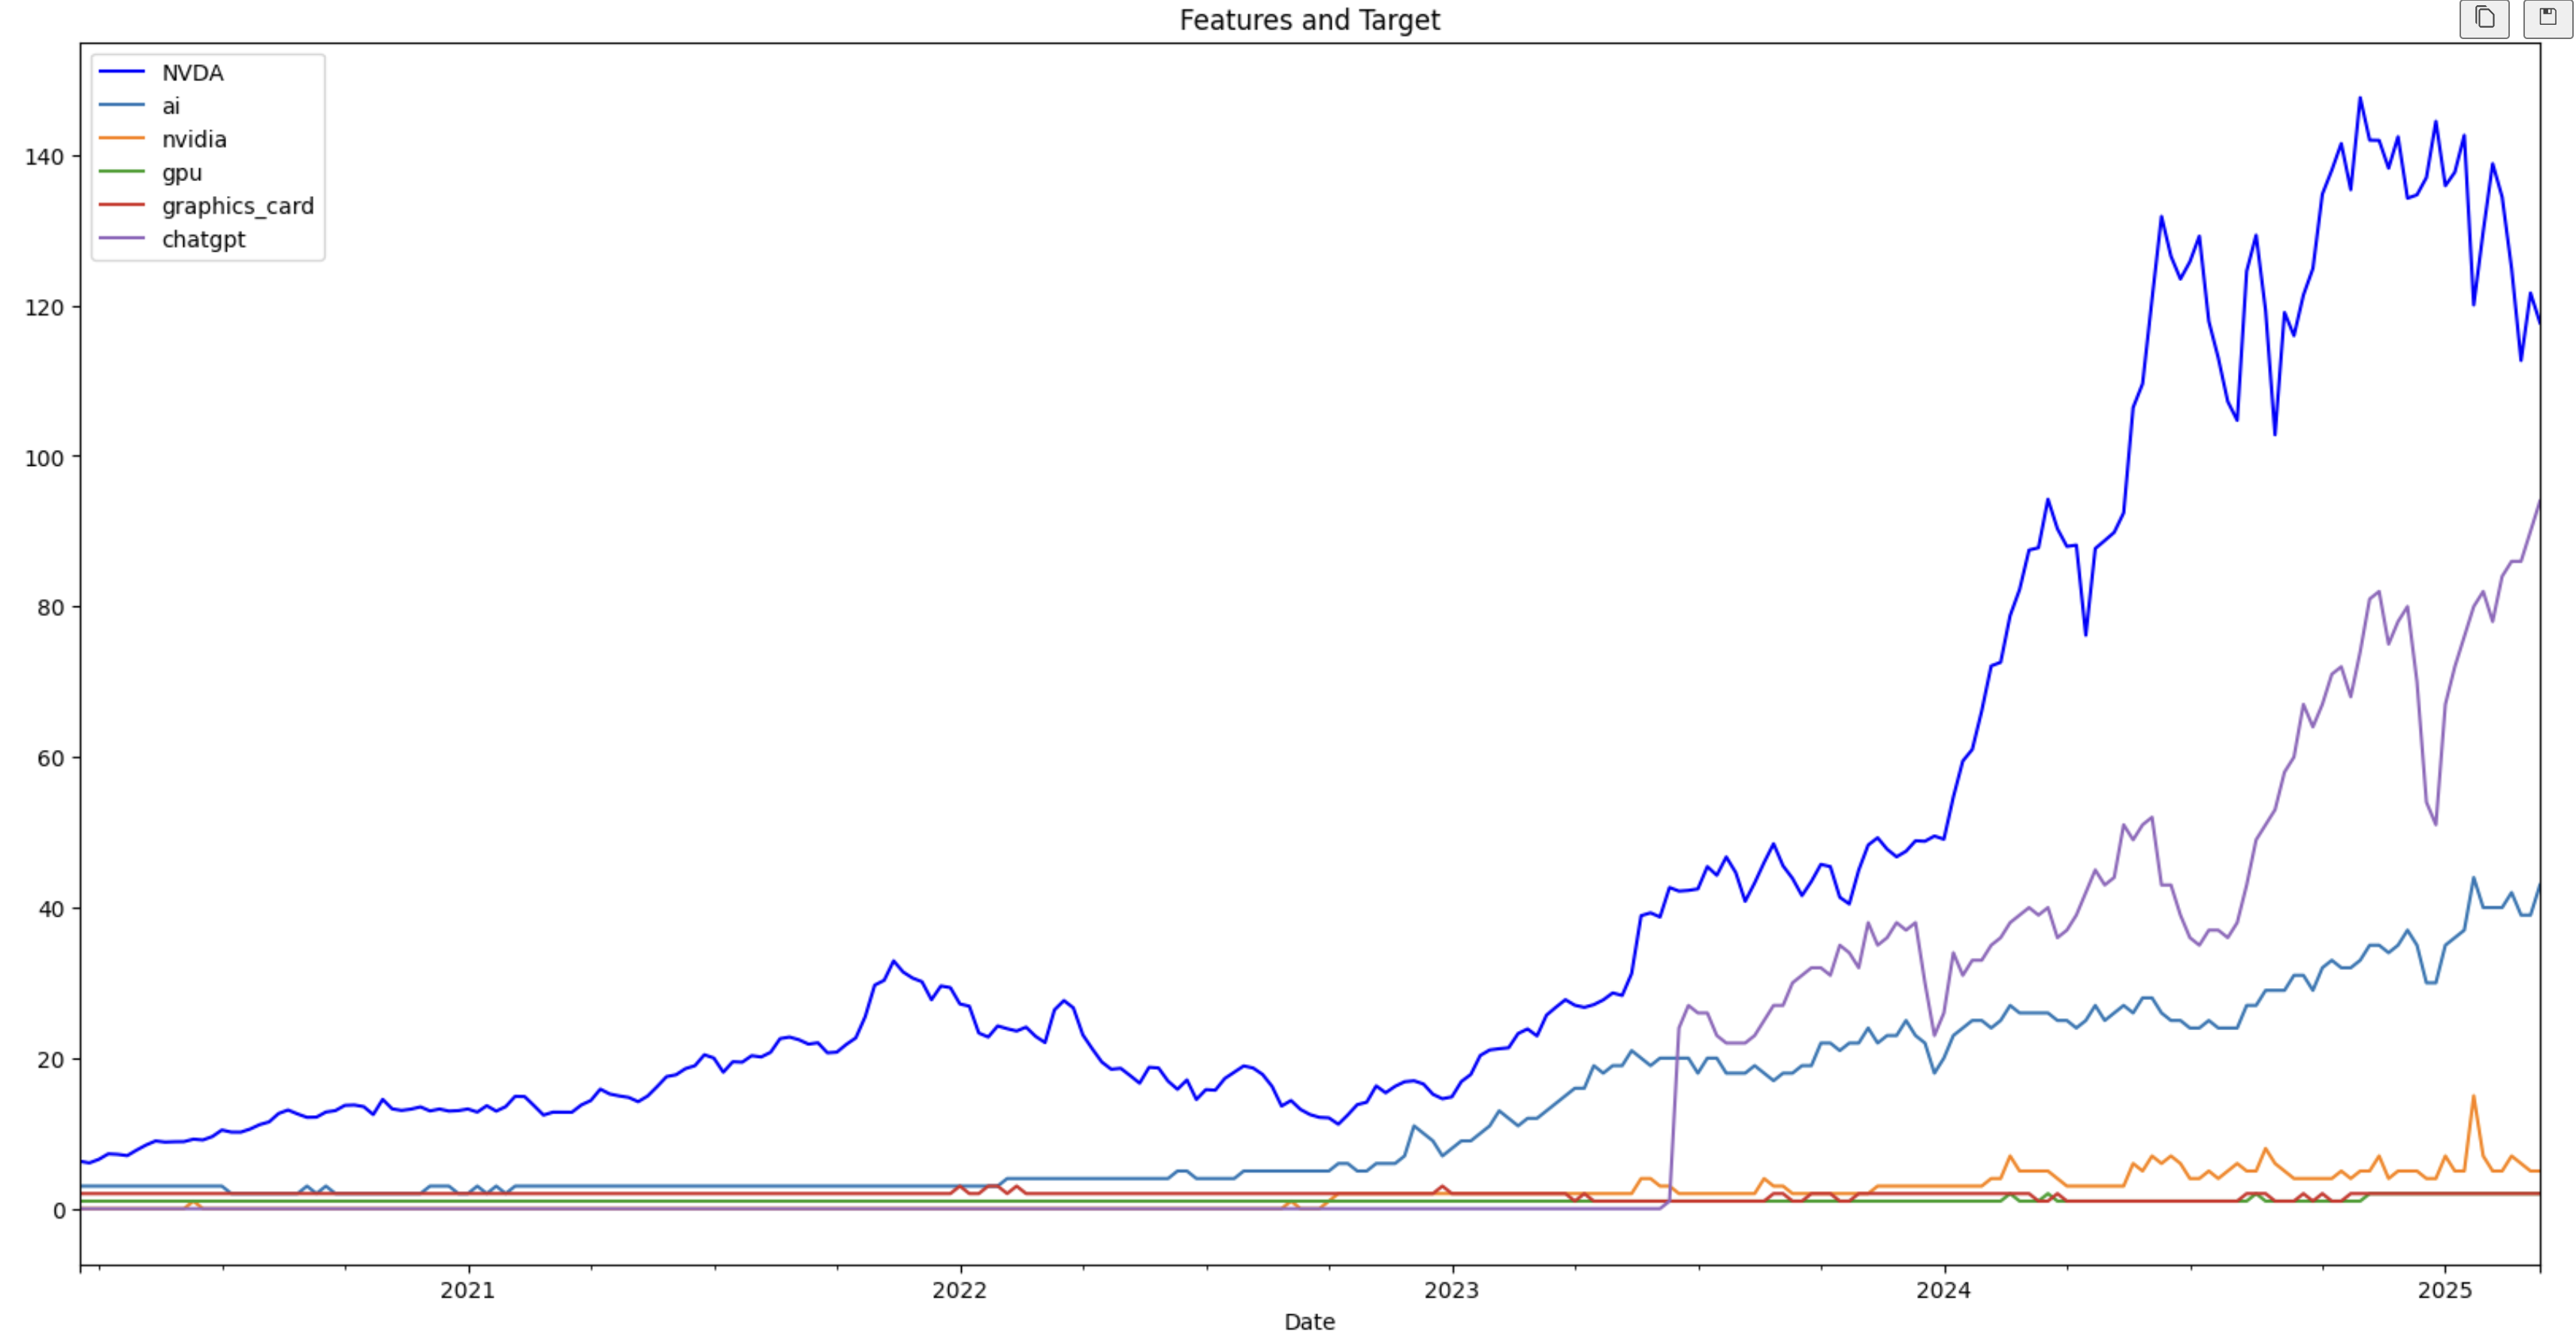 Features and Target
NVDA
ai
nvidia
gpu
graphics_card
chatgpt
140
120
100
80
60
40
20
0
2021 2022 2023 2024 2025
Date